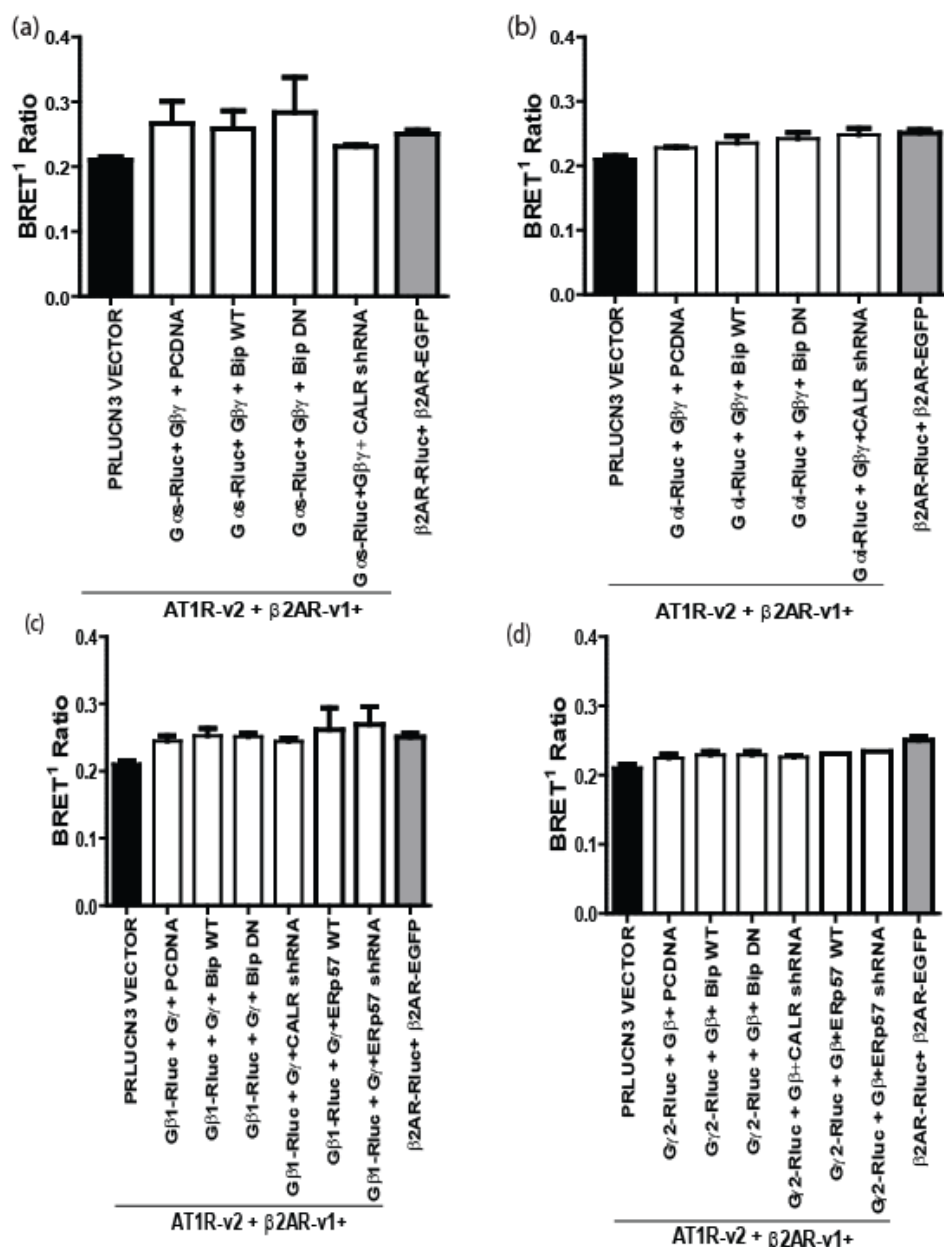 (a)
BRET¹ Ratio
0.4
0.3
0.2
0.1
0.0
PRLUCN3 VECTOR
G αs-Rluc+ Gβγ + PCDNA
G αs-Rluc+ Gβγ + Bip WT
G αs-Rluc+ Gβγ + Bip DN
G αs-Rluc+Gβγ + CALR shRNA
β2AR-Rluc+ β2AR-EGFP
AT1R-v2 + β2AR-v1+
(b)
BRET¹ Ratio
0.4
0.3
0.2
0.1
0.0
PRLUCN3 VECTOR
G αi-Rluc + Gβγ + PCDNA
G αi-Rluc + Gβγ+ Bip WT
G αi-Rluc + Gβγ+ Bip DN
G αi-Rluc + Gβγ+CALR shRNA
β2AR-Rluc+ β2AR-EGFP
AT1R-v2 + β2AR-v1+
(c)
BRET¹ Ratio
0.4
0.3
0.2
0.1
0.0
PRLUCN3 VECTOR
Gβ1-Rluc + Gγ+ PCDNA
Gβ1-Rluc + Gγ+ Bip WT
Gβ1-Rluc + Gγ+ Bip DN
Gβ1-Rluc + Gγ+CALR shRNA
Gβ1-Rluc + Gγ+ERp57 WT
Gβ1-Rluc + Gγ+ERp57 shRNA
β2AR-Rluc+ β2AR-EGFP
AT1R-v2 + β2AR-v1+
(d)
BRET¹ Ratio
0.4
0.3
0.2
0.1
0.0
PRLUCN3 VECTOR
Gγ2-Rluc + Gβ+ PCDNA
Gγ2-Rluc + Gβ+ Bip WT
Gγ2-Rluc + Gβ+ Bip DN
Gγ2-Rluc + Gβ+CALR shRNA
Gγ2-Rluc + Gβ+ERp57 WT
Gγ2-Rluc + Gβ+ERp57 shRNA
β2AR-Rluc+ β2AR-EGFP
AT1R-v2 + β2AR-v1+